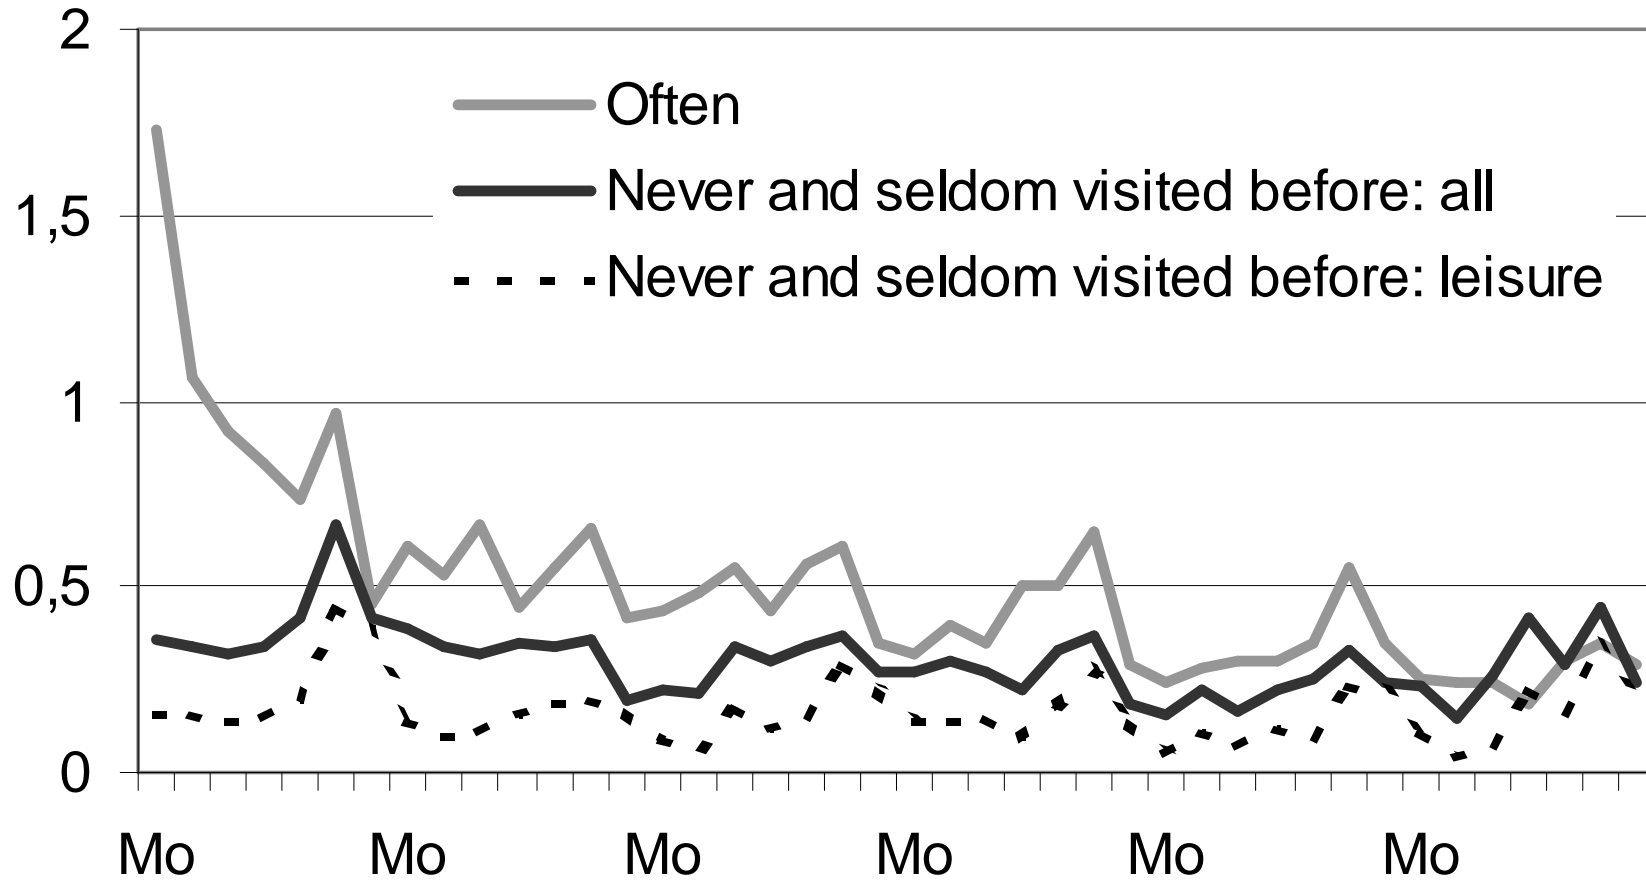 2
Often
Never and seldom visited before: all
1,5
Never and seldom visited before: leisure
1
0,5
0
Mo Mo Mo Mo Mo Mo